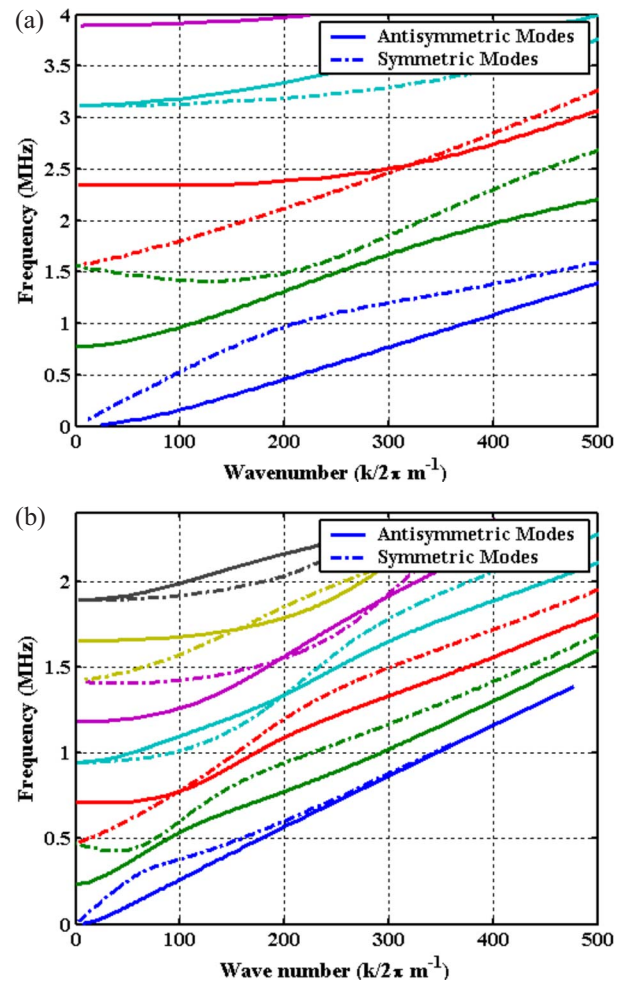 (a)
4
3.5
3
2.5
2
1.5
1
0.5
0
Frequency (MHz)
Antisymmetric Modes
Symmetric Modes
0 100 200 300 400 500
Wavenumber (k/2π m⁻¹)
(b)
2
1.5
1
0.5
0
Frequency (MHz)
Antisymmetric Modes
Symmetric Modes
0 100 200 300 400 500
Wave number (k/2π m⁻¹)